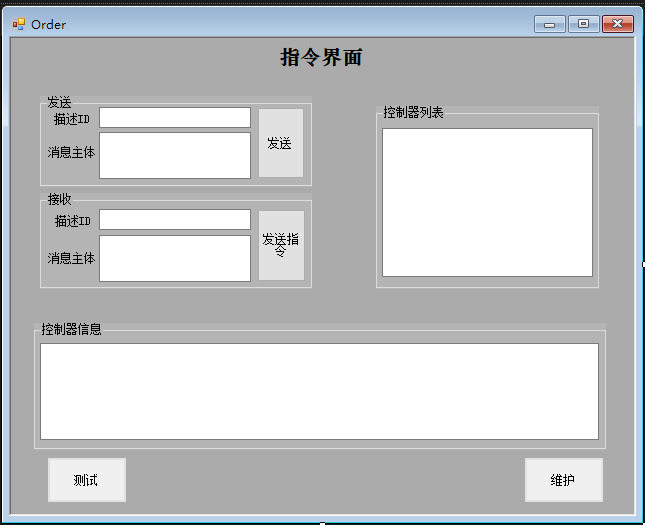 Order
指令界面
发送
描述ID
消息主体
发送
接收
描述ID
消息主体
发送指
令
控制器列表
控制器信息
测试
维护